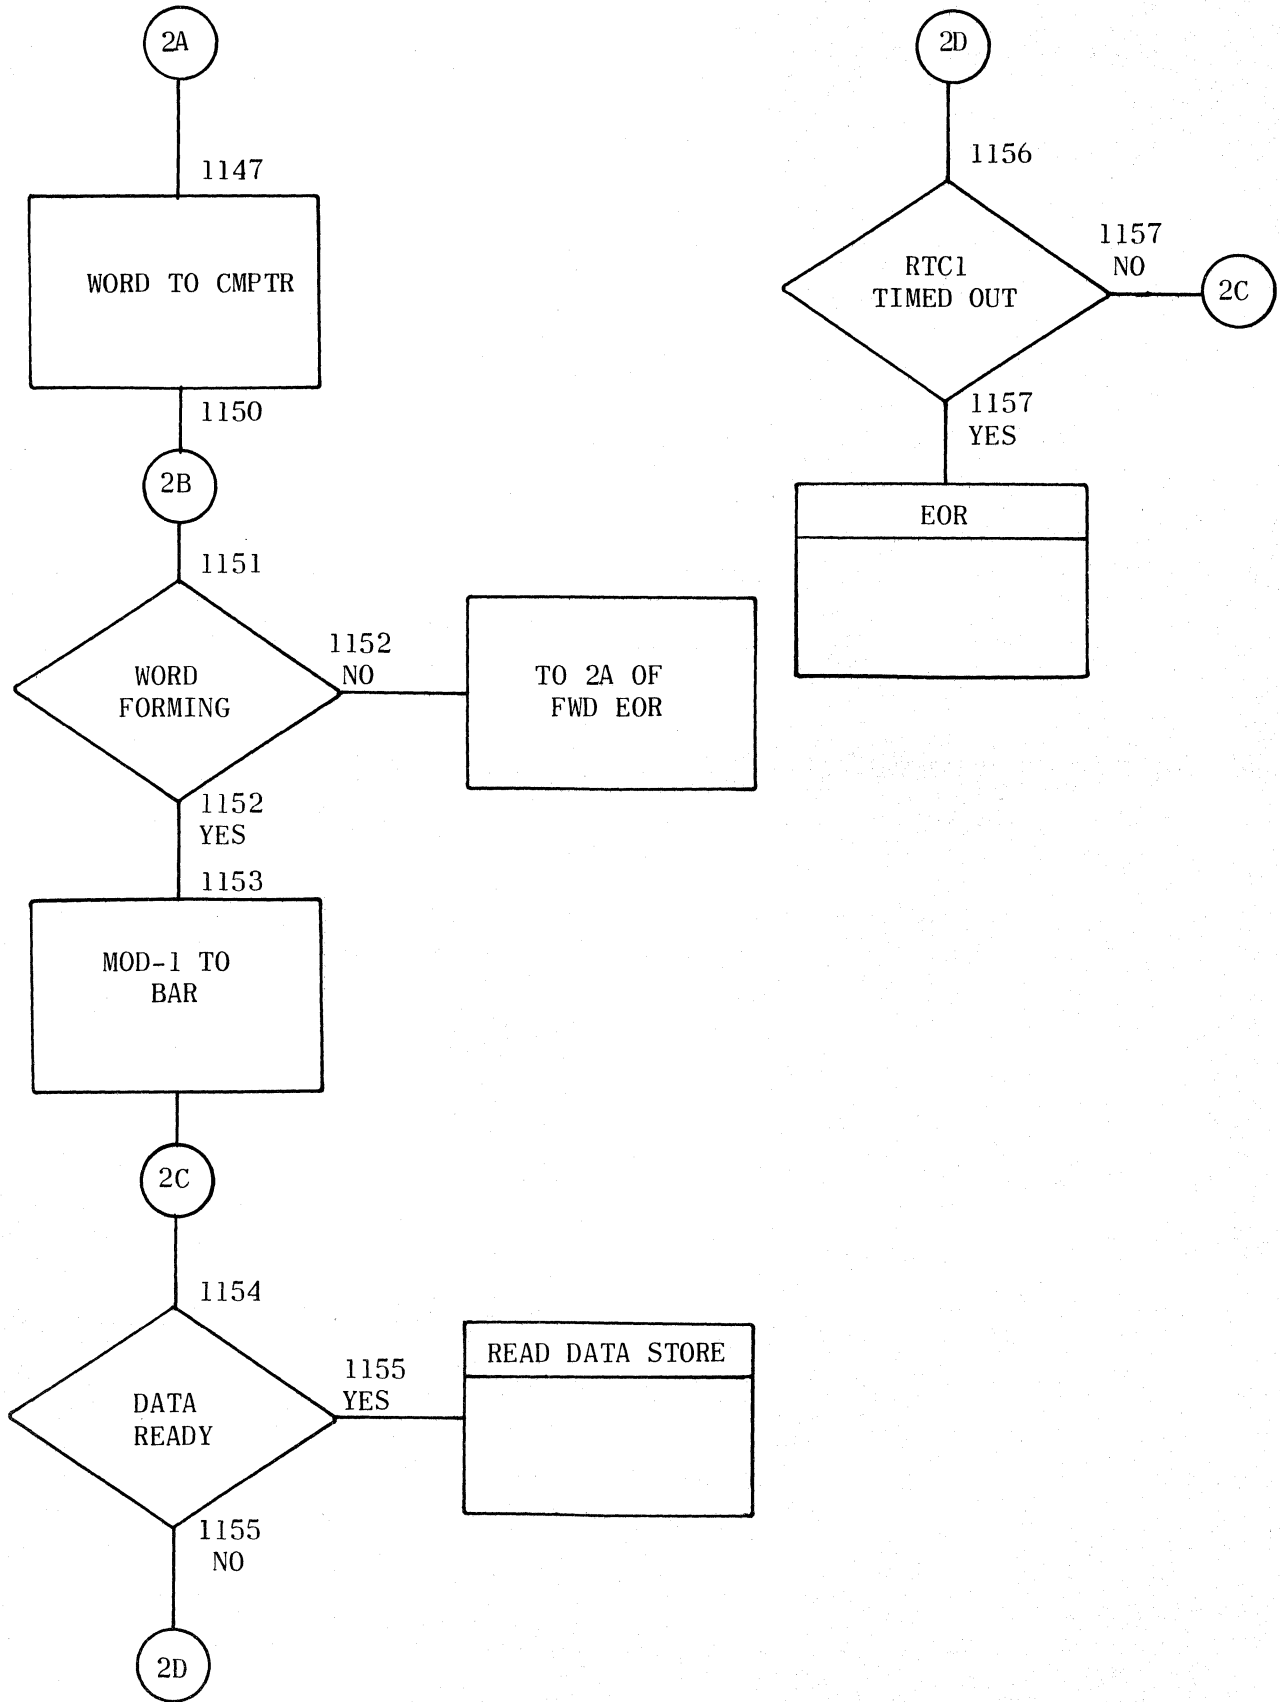 2A
1147
WORD TO CMPTR
1150
2B
1151
WORD
FORMING
1152
NO
TO 2A OF
FWD EOR
1152
YES
1153
MOD-1 TO
BAR
2C
1154
DATA
READY
1155
YES
READ DATA STORE
1155
NO
2D
2D
1156
RTC1
TIMED OUT
1157
NO
2C
1157
YES
EOR